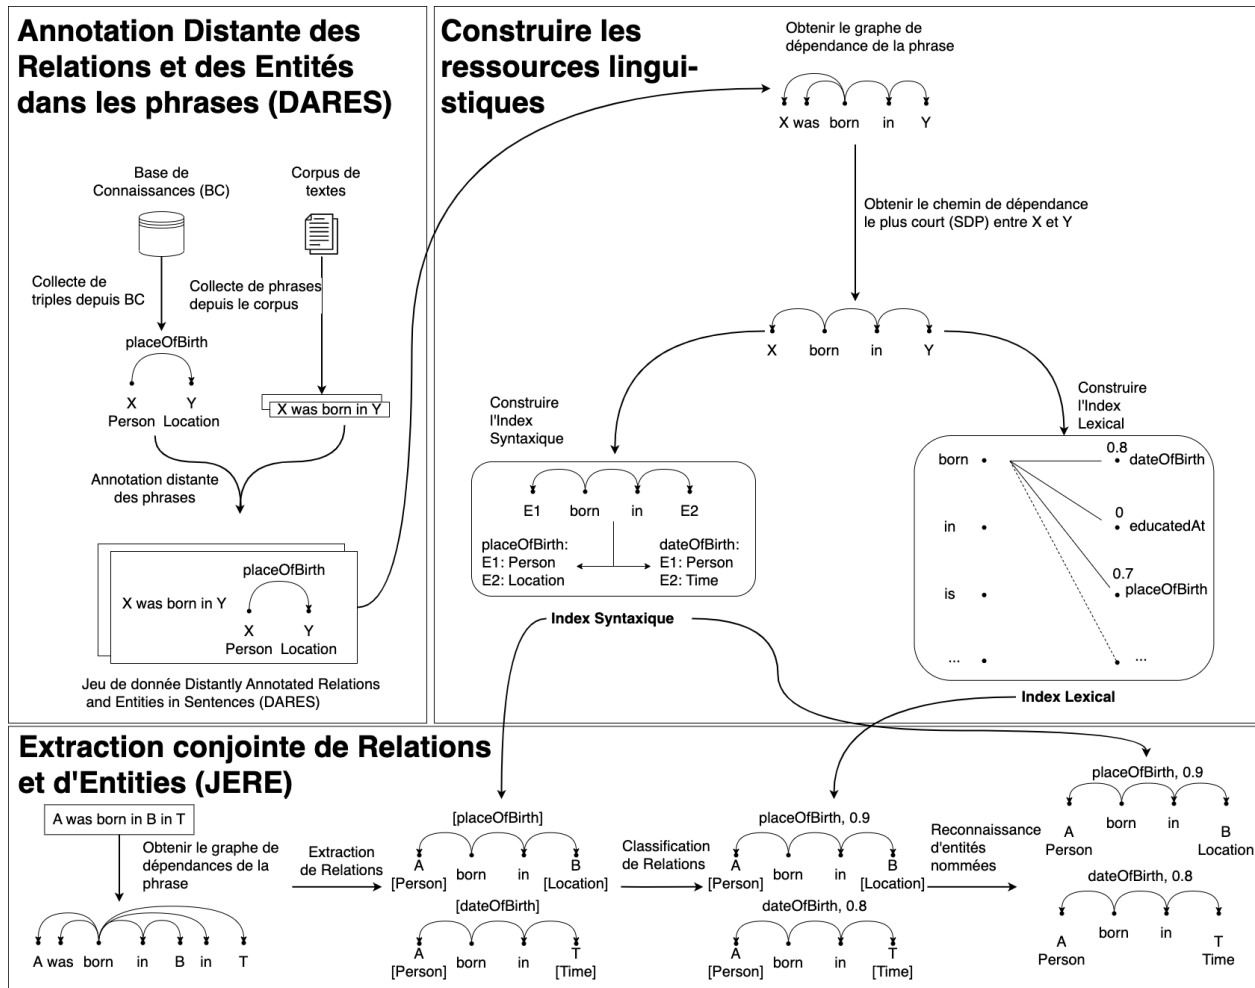 Annotation Distante des
Relations et des Entités
dans les phrases (DARES)
Base de
Connaissances (BC)
Corpus de
textes
Collecte de
triples depuis BC
Collecte de phrases
depuis le corpus
placeOfBirth
X Y
Person Location
X was born in Y
Annotation distante
des phrases
placeOfBirth
X was born in Y
X Y
Person Location
Jeu de donnée Distantly Annotated Relations
and Entities in Sentences (DARES)
Construire les
ressources lingui-
stiques
Obtenir le graphe de
dépendance de la phrase
X was born in Y
Obtenir le chemin de dépendance
le plus court (SDP) entre X et Y
X born in Y
Construire
l'Index
Syntaxique
E1 born in E2
placeOfBirth:
E1: Person
E2: Location
dateOfBirth:
E1: Person
E2: Time
Index Syntaxique
Construire
l'Index
Lexical
0.8
born dateOfBirth
0
in educatedAt
0.7
is placeOfBirth
... ...
Index Lexical
Extraction conjointe de Relations
et d'Entities (JERE)
A was born in B in T
Obtenir le graphe de
dépendances de la
phrase
A was born in B in T
Extraction
de Relations
[placeOfBirth]
A born in B
[Person] [Location]
[dateOfBirth]
A born in T
[Person] [Time]
Classification
de Relations
placeOfBirth, 0.9
A born in B
[Person] [Location]
dateOfBirth, 0.8
A born in T
[Person] [Time]
Reconnaissance
d'entités
nommées
placeOfBirth, 0.9
A born in B
Person Location
dateOfBirth, 0.8
A born in T
Person Time